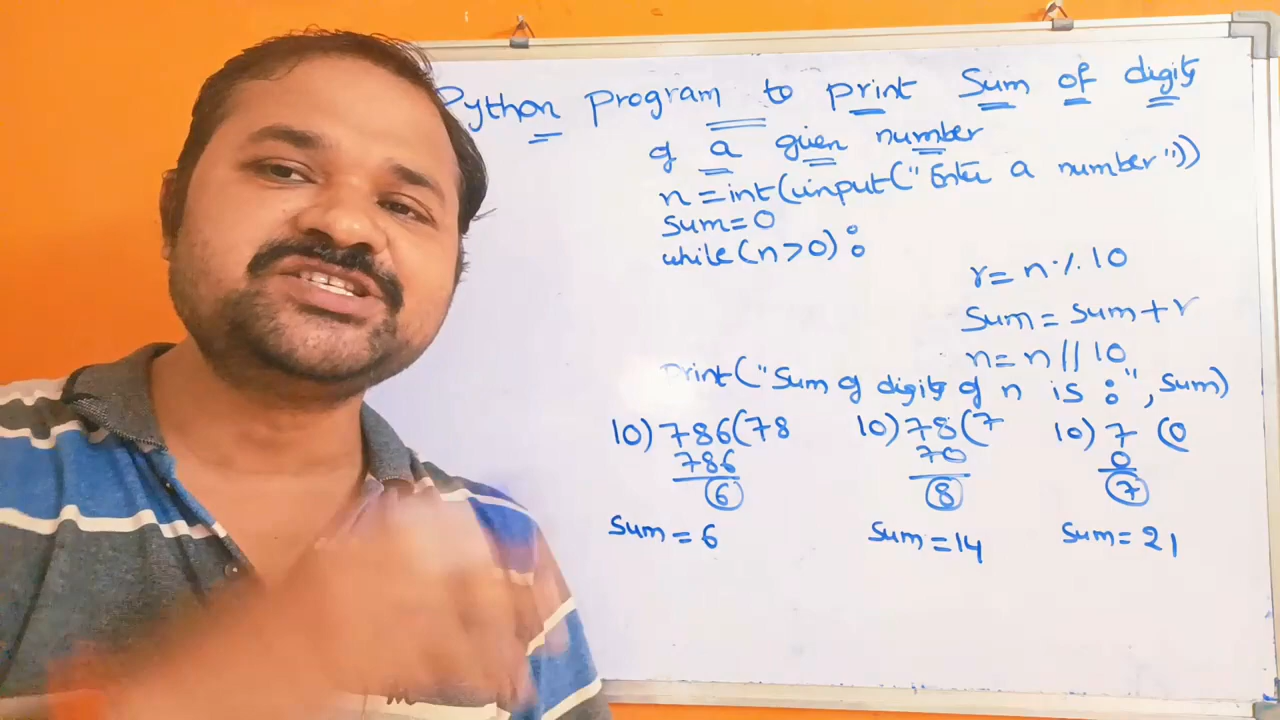 Python program to print Sum of digits
of a given number
n=int(input("Enter a number"))
sum=0
while(n>0):
r=n%10
sum=sum+r
n=n//10
print("Sum of digits of n is :",sum)
10)786(78 10)78(7 10)7(0
786 70 0
6 8 7
sum=6 sum=14 sum=21